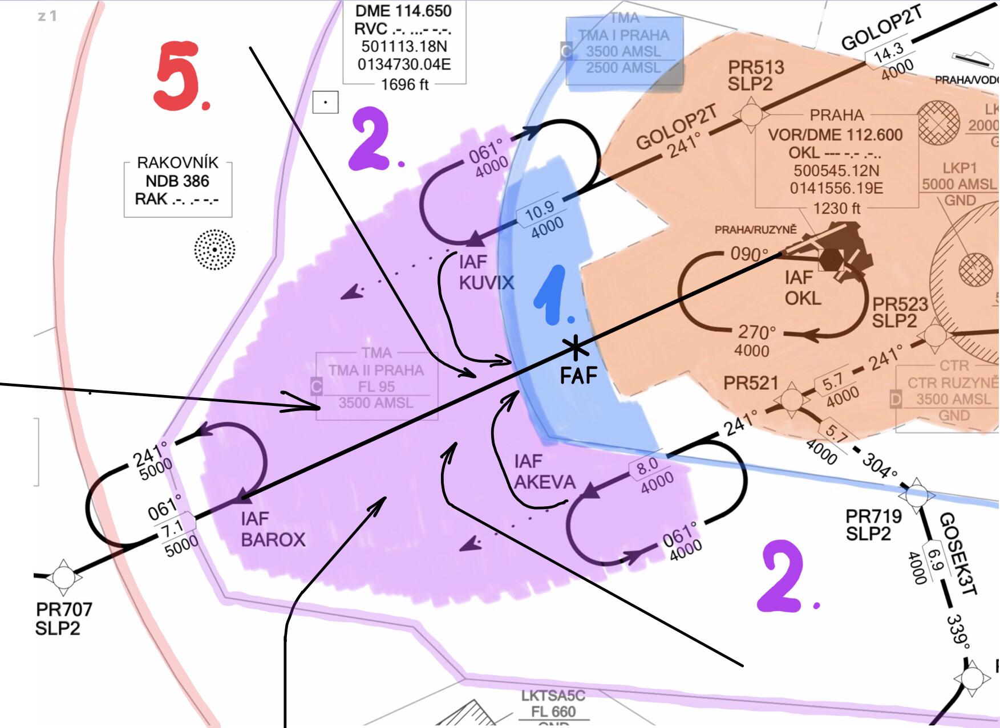 z 1
5.
DME 114.650
RVC .-. ...- -.-.
501113.18N
0134730.04E
1696 ft
2.
TMA
TMA I PRAHA
C
3500 AMSL
2500 AMSL
GOLOP2T
14.3
4000
PR513
SLP2
PRAHA/VODO
GOLOP2T
241°
PRAHA
VOR/DME 112.600
OKL --- -.- .-..
500545.12N
0141556.19E
1230 ft
LK
2000
G
LKP1
5000 AMSL
GND
RAKOVNÍK
NDB 386
RAK .-. .- -.-
061°
4000
10.9
4000
IAF
KUVIX
1.
PRAHA/RUZYNĚ
090°
IAF
OKL
270°
4000
PR523
SLP2
5
FAF
TMA
TMA II PRAHA
C
FL 95
3500 AMSL
PR521
241°
5.7
4000
241°
CTR
CTR RUZYNĚ
D
3500 AMSL
GND
5.7
4000
304°
241°
5000
061°
7.1
5000
IAF
BAROX
IAF
AKEVA
8.0
4000
061°
4000
PR719
SLP2
GOSEK3T
6.9
4000
339°
2.
PR707
SLP2
LKTSA5C
FL 660
GND